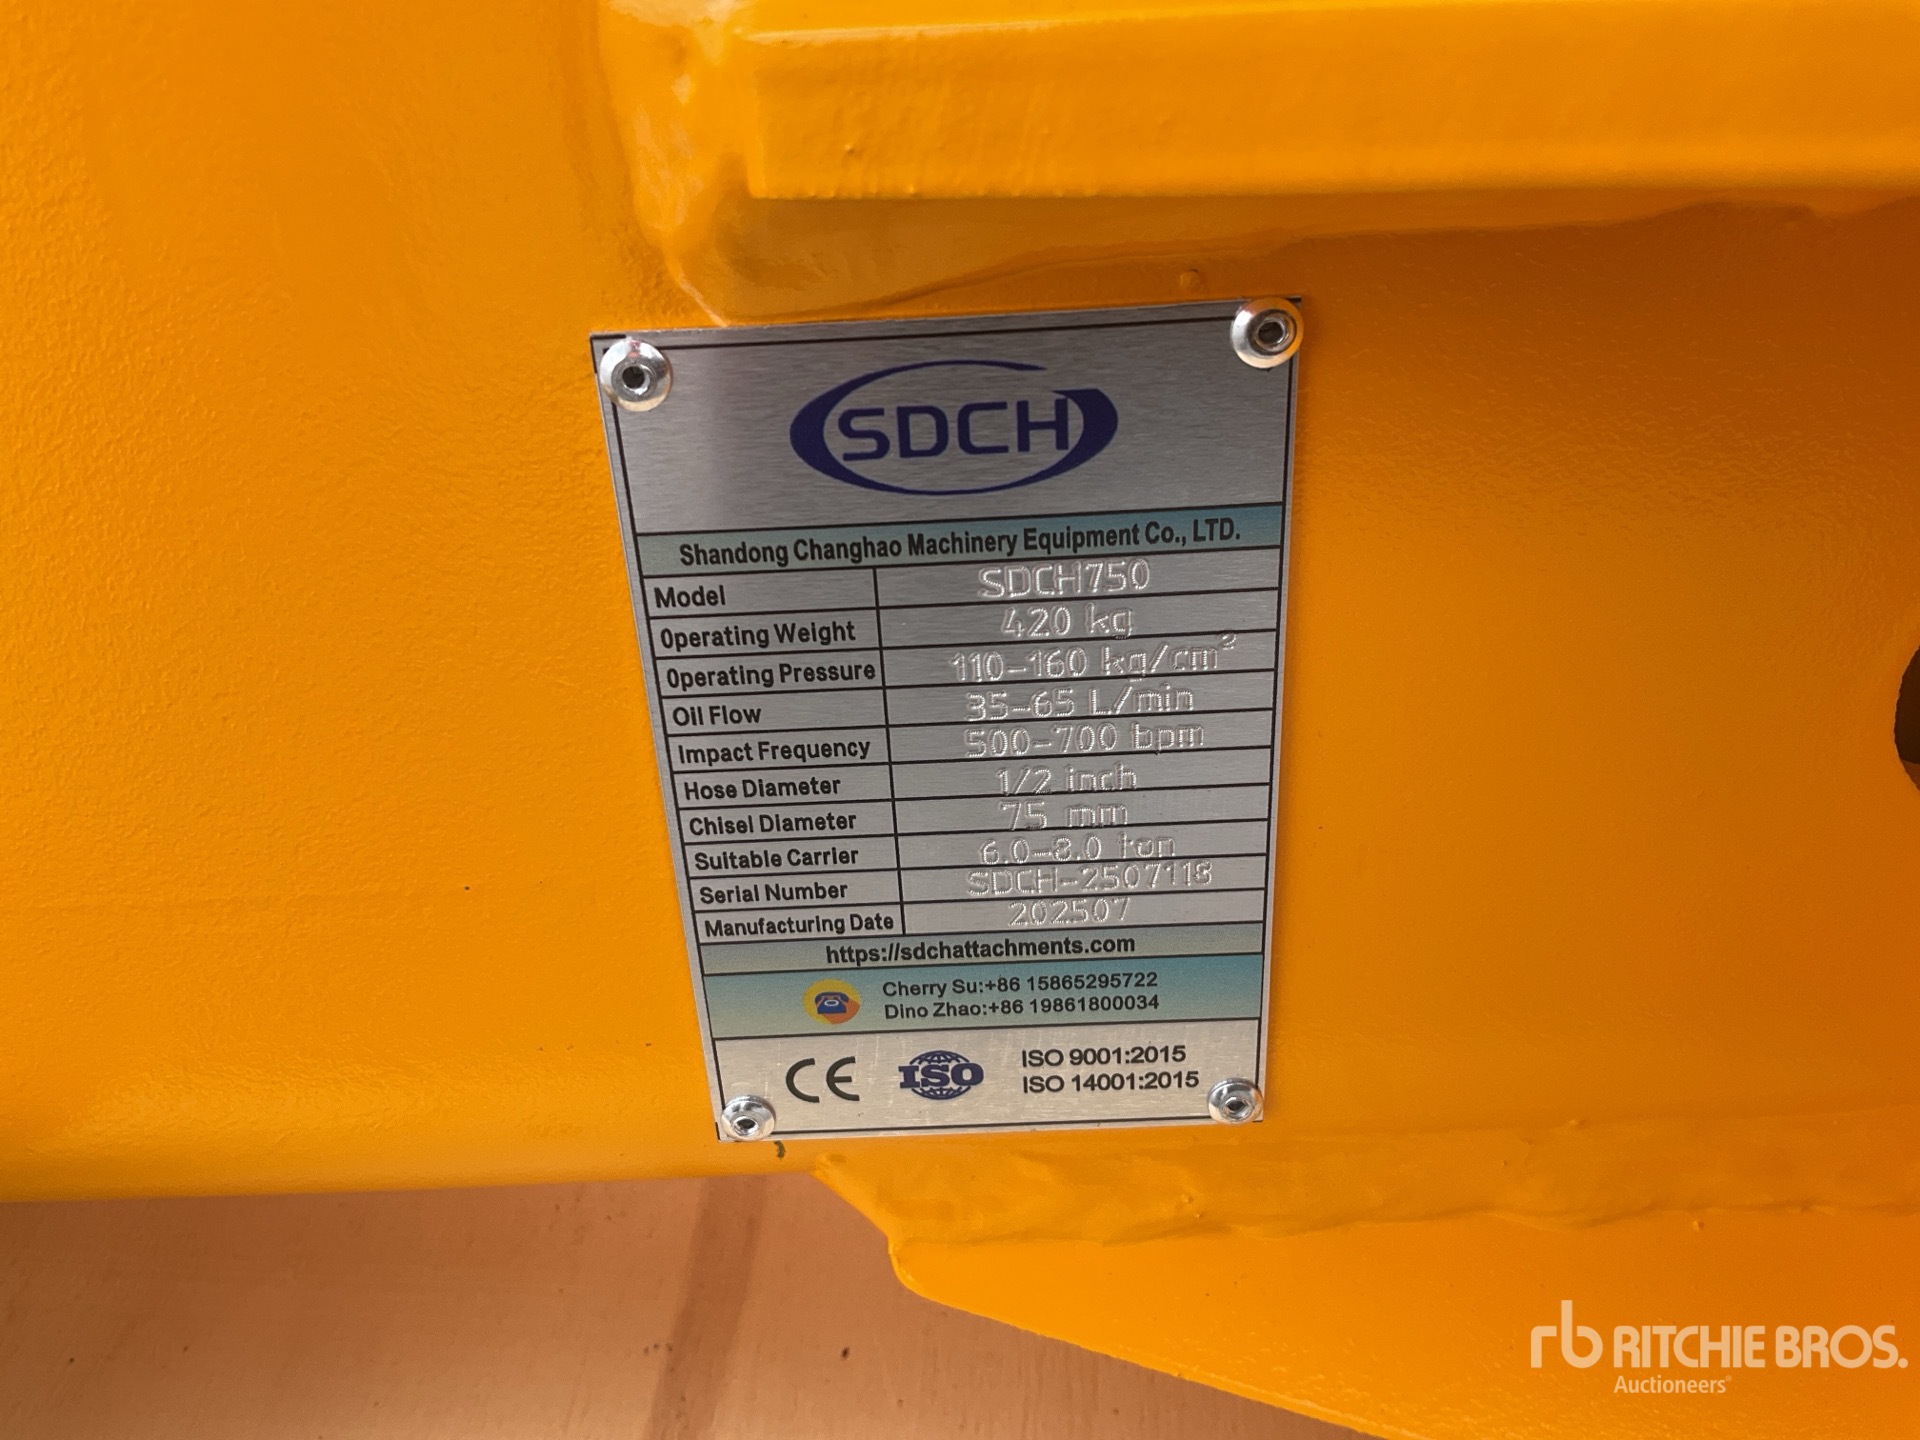 SDCH
Shandong Changhao Machinery Equipment Co., LTD.
Model SDCH750
Operating Weight 420 kg
Operating Pressure 110-160 kg/cm²
Oil Flow 35-65 L/min
Impact Frequency 500-700 bpm
Hose Diameter 1/2 inch
Chisel Diameter 75 mm
Suitable Carrier 6.0-8.0 ton
Serial Number
Manufacturing Date 202507
https://sdchattachments.com
Cherry Su:+86 15865295722
Dino Zhao:+86 19861800034
CE ISO ISO 9001:2015
ISO 14001:2015
rb RITCHIE BROS.
Auctioneers